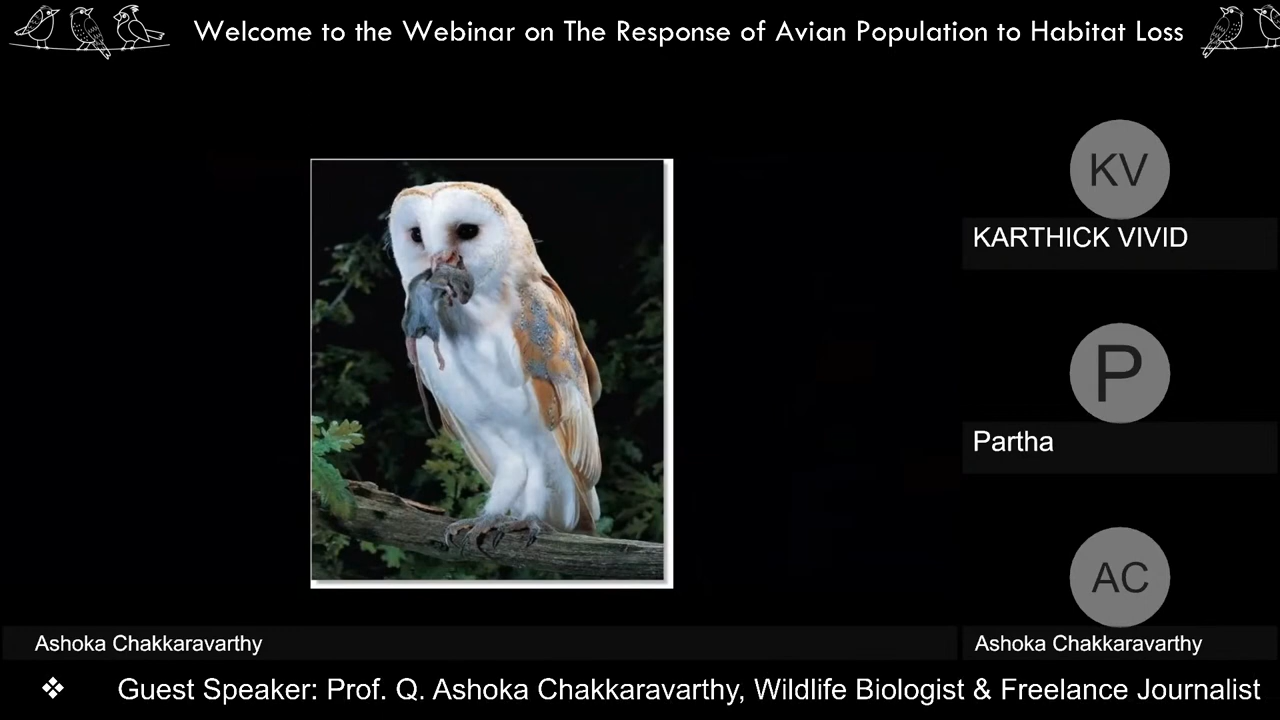 Welcome to the Webinar on The Response of Avian Population to Habitat Loss
KV
KARTHICK VIVID
P
Partha
AC
Ashoka Chakkaravarthy
Ashoka Chakkaravarthy
❖ Guest Speaker: Prof. Q. Ashoka Chakkaravarthy, Wildlife Biologist & Freelance Journalist